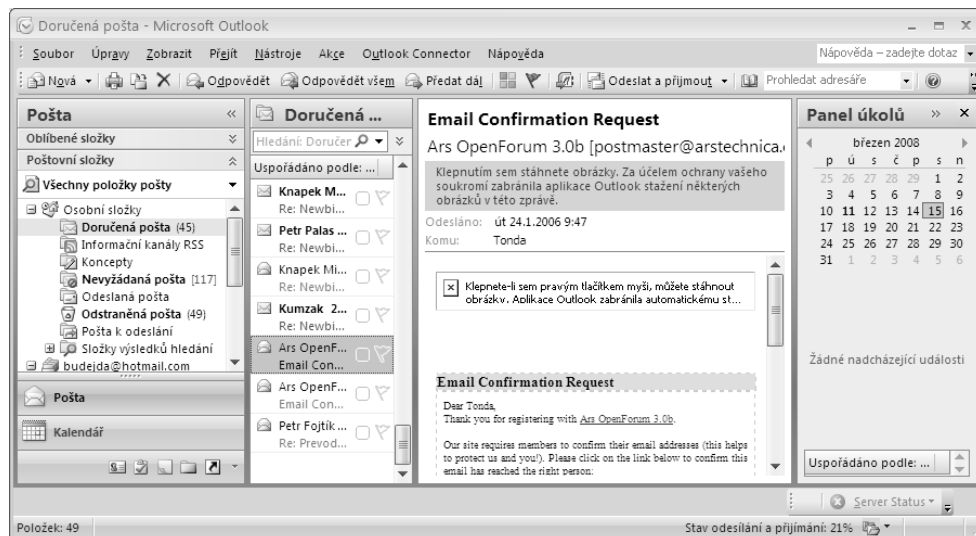 Doručená pošta - Microsoft Outlook
Soubor Úpravy Zobrazit Přejít Nástroje Akce Outlook Connector Nápověda
Nápověda – zadejte dotaz
Nová Odpovědět Odpovědět všem Předat dál Odeslat a přijmout Prohledat adresáře
Pošta
Oblíbené složky
Poštovní složky
Všechny položky pošty
Osobní složky
Doručená pošta (45)
Informační kanály RSS
Koncepty
Nevyžádaná pošta [117]
Odeslaná pošta
Odstraněná pošta (49)
Pošta k odeslání
Složky výsledků hledání
budejda@hotmail.com
Pošta
Kalendář
Doručená ...
Hledání: Doručer
Uspořádáno podle: ...
Knapek M...
Re: Newbi...
Petr Palas ...
Re: Newbi...
Knapek Mi...
Re: Newbi...
Kumzak 2...
Re: Newbi...
Ars OpenF...
Email Con...
Ars OpenF...
Email Con...
Petr Fojtík ...
Re: Prevod...
Email Confirmation Request
Ars OpenForum 3.0b [postmaster@arstechnica.
Klepnutím sem stáhnete obrázky. Za účelem ochrany vašeho
soukromí zabránila aplikace Outlook stažení některých
obrázků v této zprávě.
Odesláno: út 24.1.2006 9:47
Komu: Tonda
Klepnete-li sem pravým tlačítkem myši, můžete stáhnout
obrázky. Aplikace Outlook zabránila automatickému st...
Email Confirmation Request
Dear Tonda,
Thank you for registering with Ars OpenForum 3.0b.
Our site requires members to confirm their email addresses (this helps
to protect us and you!). Please click on the link below to confirm this
email has reached the right person:
Panel úkolů
březen 2008
p ú s č p s n
25 26 27 28 29 1 2
3 4 5 6 7 8 9
10 11 12 13 14 15 16
17 18 19 20 21 22 23
24 25 26 27 28 29 30
31 1 2 3 4 5 6
Žádné nadcházející události
Uspořádáno podle: ...
Server Status
Položek: 49
Stav odesílání a přijímání: 21%